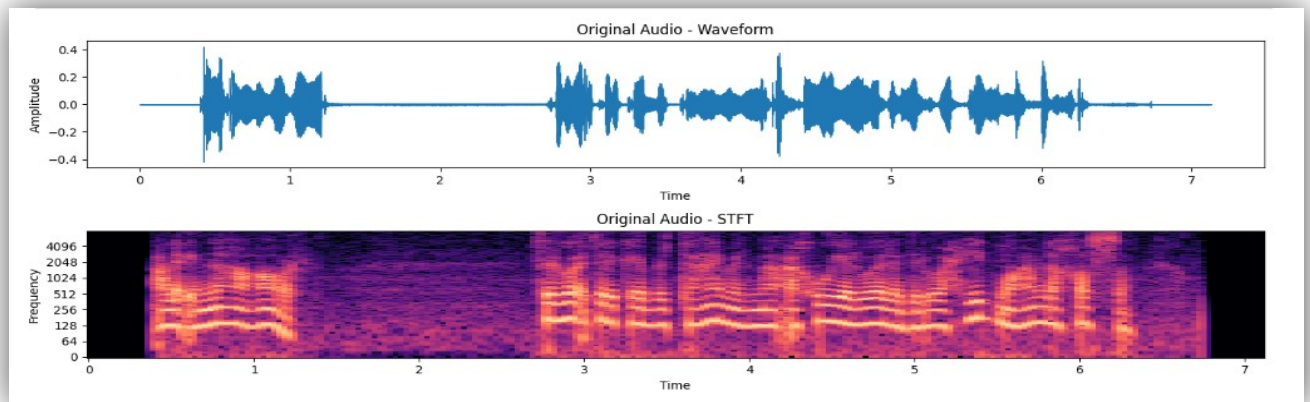 Original Audio - Waveform
0.4
0.2
0.0
−0.2
−0.4
Amplitude
0 1 2 3 4 5 6 7
Time
Original Audio - STFT
4096
2048
1024
512
256
128
64
0
Frequency
0 1 2 3 4 5 6 7
Time